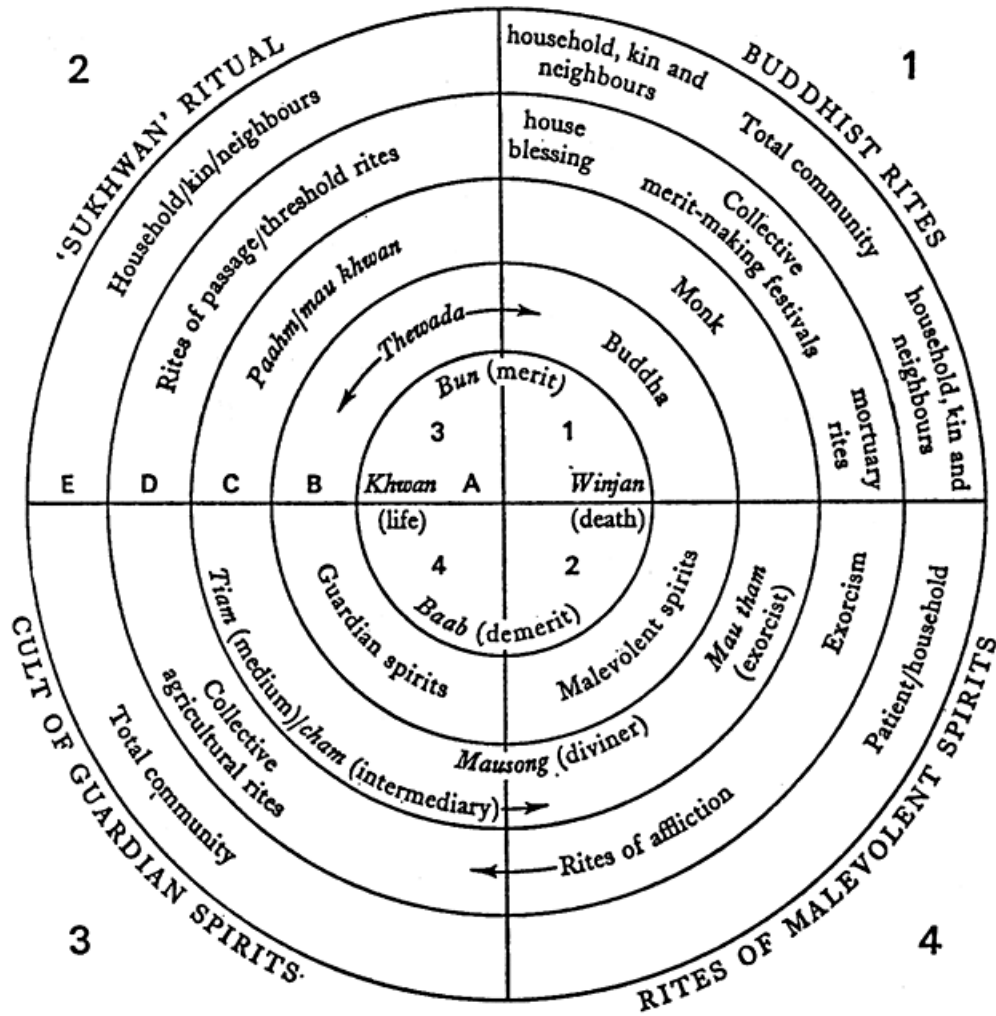 2
1
'SUKHWAN' RITUAL
BUDDHIST RITES
household, kin and
neighbours
Total community
household, kin and
neighbours
Household/kin/neighbours
house
blessing
Collective
merit-making festivals
mortuary
rites
Rites of passage/threshold rites
Monk
Paahm/mau khwan
Buddha
Thewada
Bun (merit)
3
1
E
D
C
B
Khwan
A
Winjan
(life)
(death)
4
2
Baab (demerit)
Guardian spirits
Malevolent spirits
Tiam (medium)/cham (intermediary)
Mau tham
(exorcist)
Mausong (diviner)
Collective
agricultural rites
Exorcism
Rites of affliction
Total community
Patient/household
CULT OF GUARDIAN SPIRITS
RITES OF MALEVOLENT SPIRITS
3
4